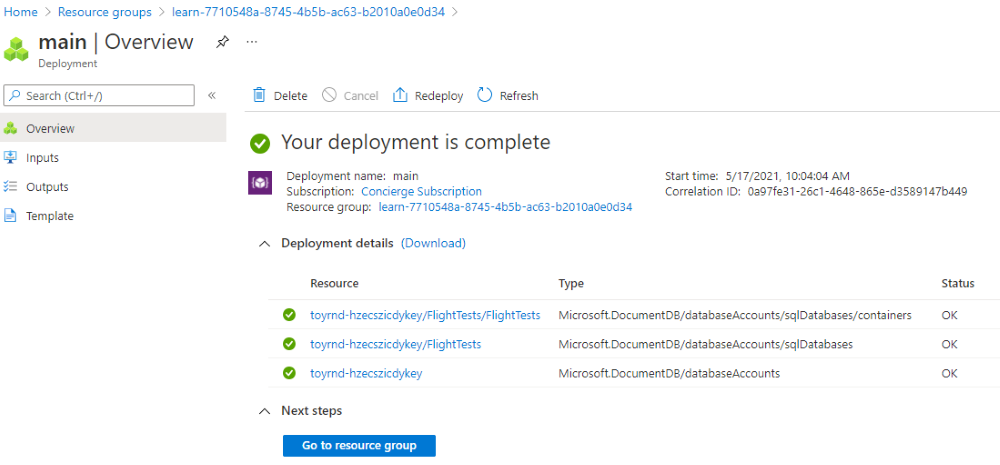 Home > Resource groups > learn-7710548a-8745-4b5b-ac63-b2010a0e0d34 >
main | Overview ...
Deployment
Search (Ctrl+/) «
Delete Cancel Redeploy Refresh
Overview
Inputs
Outputs
Template
Your deployment is complete
Deployment name: main
Subscription: Concierge Subscription
Resource group: learn-7710548a-8745-4b5b-ac63-b2010a0e0d34
Start time: 5/17/2021, 10:04:04 AM
Correlation ID: 0a97fe31-26c1-4648-865e-d3589147b449
Deployment details (Download)
Resource Type Status
toyrnd-hzecszicdykey/FlightTests/FlightTests Microsoft.DocumentDB/databaseAccounts/sqlDatabases/containers OK
toyrnd-hzecszicdykey/FlightTests Microsoft.DocumentDB/databaseAccounts/sqlDatabases OK
toyrnd-hzecszicdykey Microsoft.DocumentDB/databaseAccounts OK
Next steps
Go to resource group